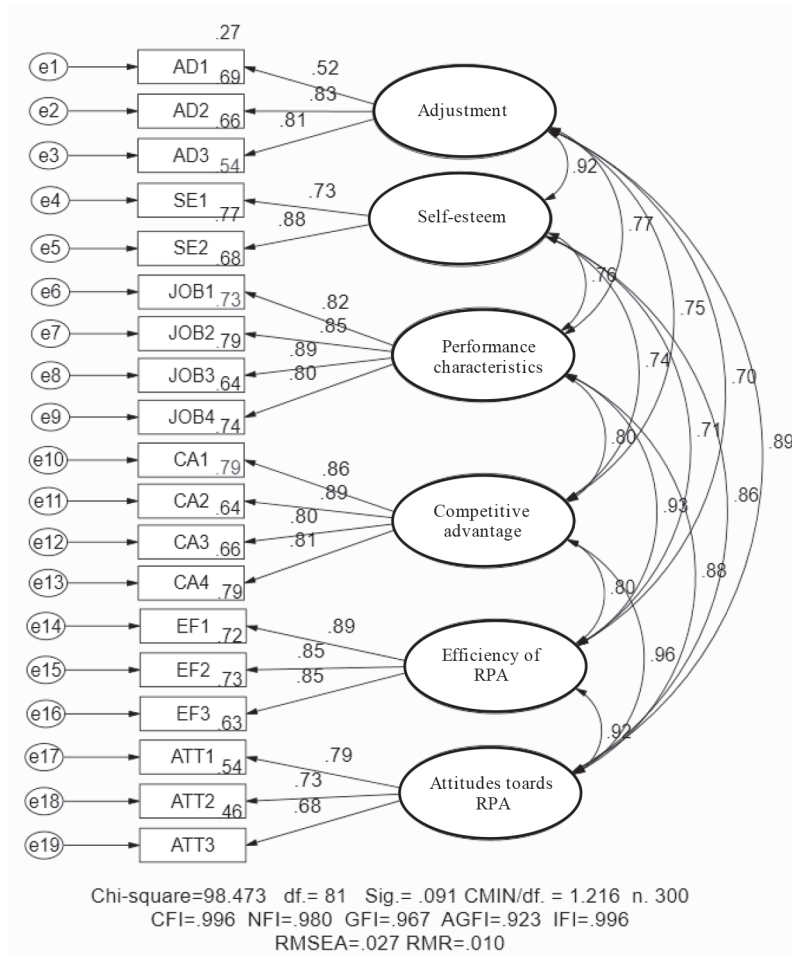 .27
e1 AD1 .52
.69 .83
e2 AD2 Adjustment
.66 .81
e3 AD3
.54 .92
e4 SE1 .73
.77 .88 Self-esteem .77
e5 SE2
.68 .76
e6 JOB1 .82 .75
.73 .85
e7 JOB2
.79 .89 Performance
e8 JOB3 characteristics .74
.64 .80 .70
e9 JOB4
.74 .80 .71 .89
e10 CA1 .86
.79 .89
e11 CA2 .93 .86
.64 .80 Competitive
e12 CA3 advantage
.66 .81
e13 CA4 .80 .88
.79
e14 EF1 .89
.72 .85 Efficiency of .96
e15 EF2 RPA
.73 .85
e16 EF3
.63 .92
e17 ATT1 .79
.54 .73 Attitudes toards
e18 ATT2 RPA
.46 .68
e19 ATT3
Chi-square=98.473 df.= 81 Sig.= .091 CMIN/df. = 1.216 n. 300
CFI=.996 NFI=.980 GFI=.967 AGFI=.923 IFI=.996
RMSEA=.027 RMR=.010